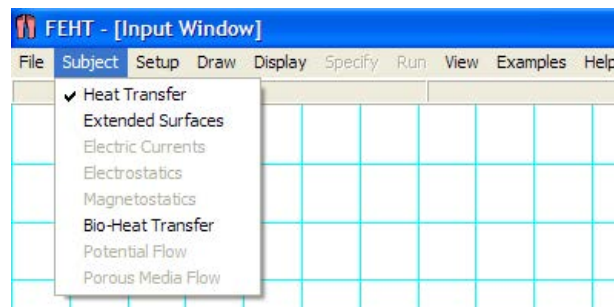 FEHT - [Input Window]
File Subject Setup Draw Display Specify Run View Examples Help
Heat Transfer
Extended Surfaces
Electric Currents
Electrostatics
Magnetostatics
Bio-Heat Transfer
Potential Flow
Porous Media Flow